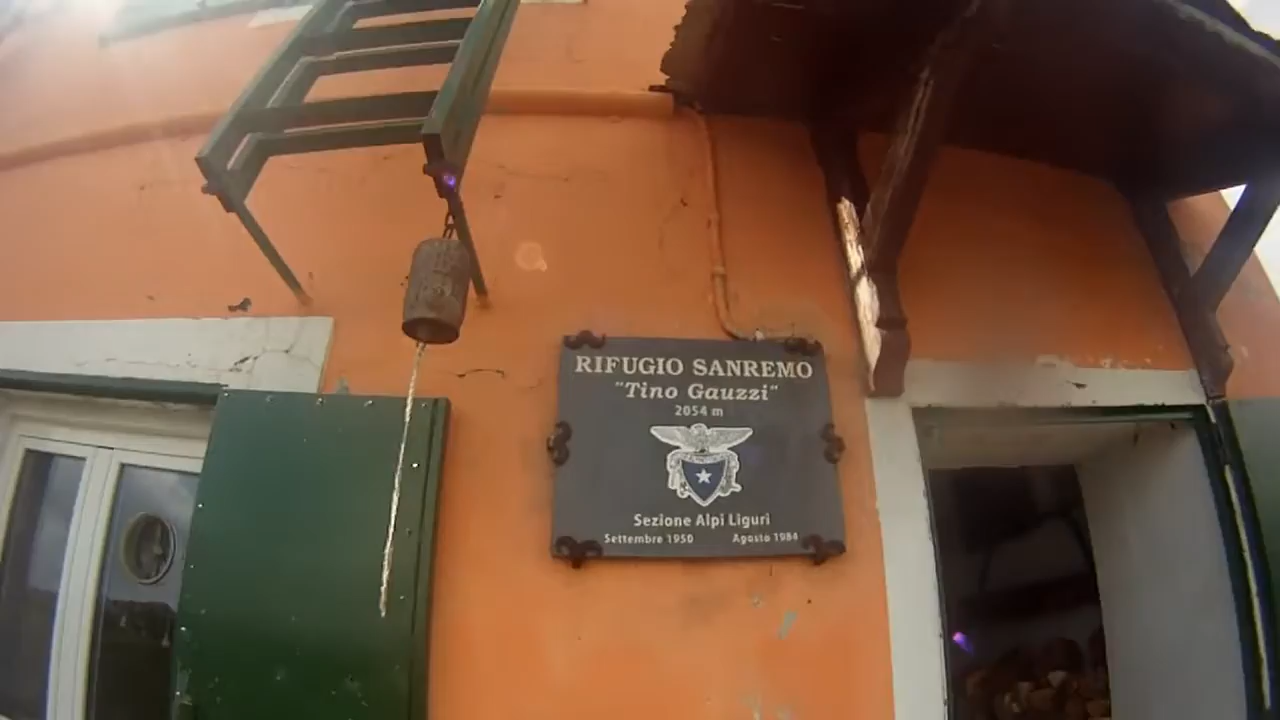 RIFUGIO SANREMO
"Tino Gauzzi"
2054 m
Sezione Alpi Liguri
Settembre 1950 Agosto 1984